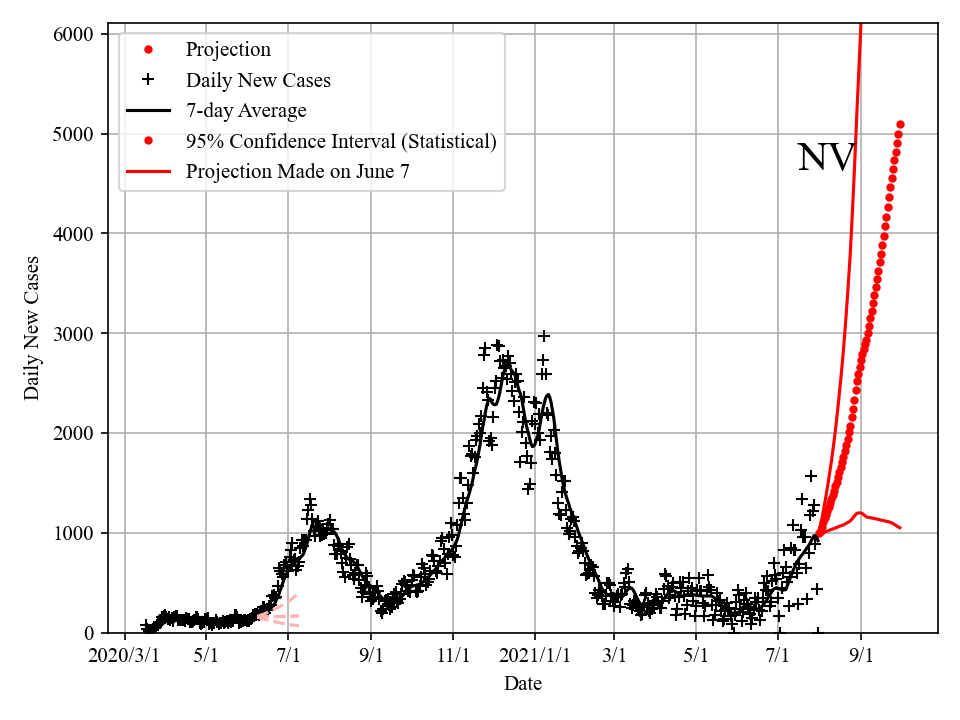 6000
5000
4000
3000
2000
1000
0
Daily New Cases
Projection
Daily New Cases
7-day Average
95% Confidence Interval (Statistical)
Projection Made on June 7
NV
2020/3/1 5/1 7/1 9/1 11/1 2021/1/1 3/1 5/1 7/1 9/1
Date